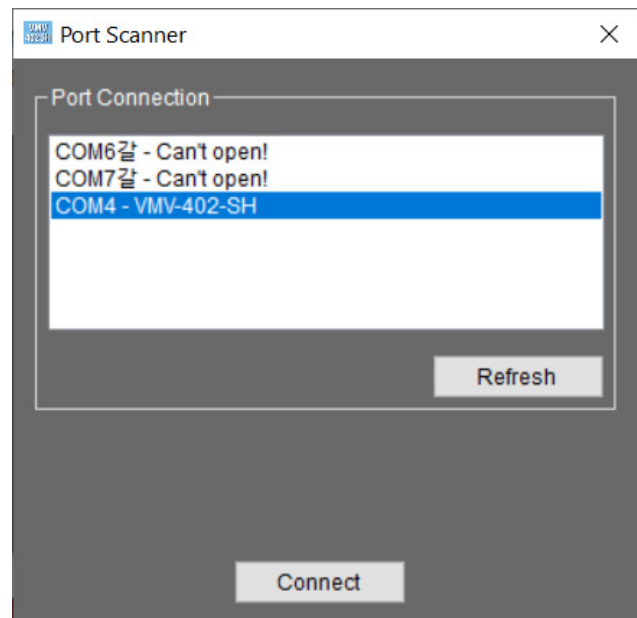 Port Scanner
Port Connection
COM6갈 - Can't open!
COM7갈 - Can't open!
COM4 - VMV-402-SH
Refresh
Connect